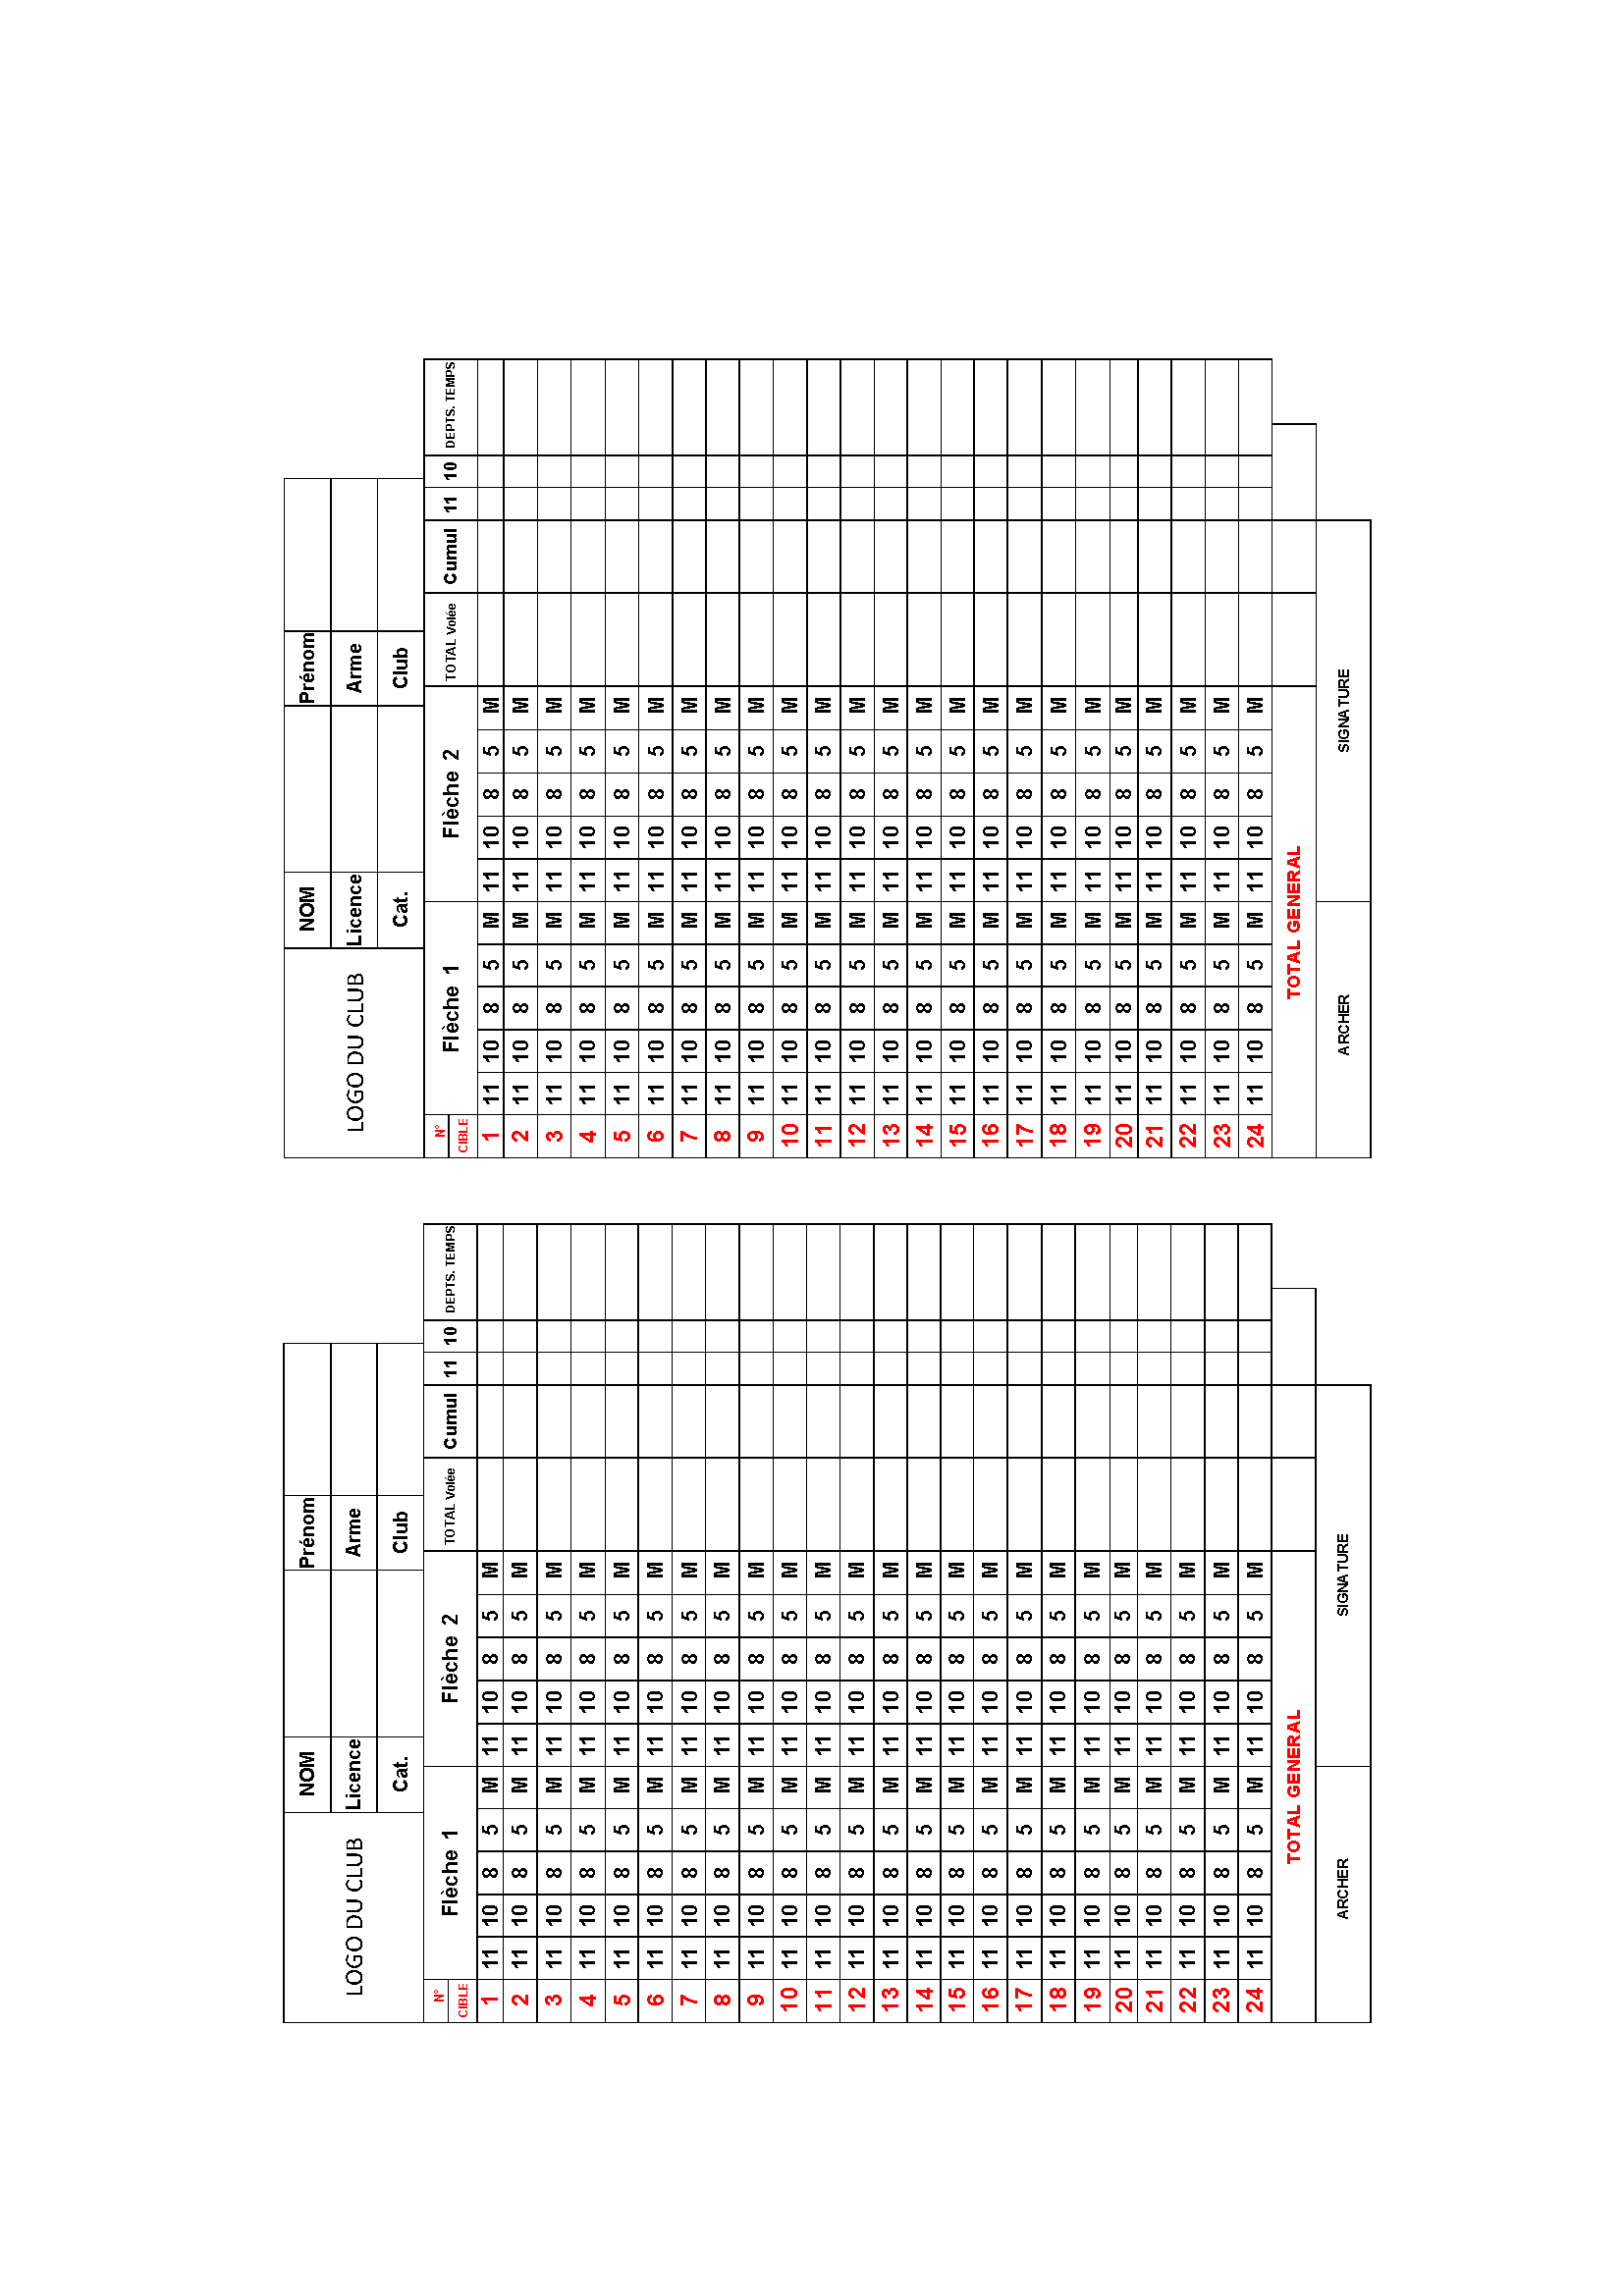 NOM Prénom
LOGO DU CLUB Licence Arme
Cat. Club
N° CIBLE Flèche 1 Flèche 2 TOTAL Volée Cumul 11 10 DEPTS. TEMPS
1 11 10 8 5 M 11 10 8 5 M
2 11 10 8 5 M 11 10 8 5 M
3 11 10 8 5 M 11 10 8 5 M
4 11 10 8 5 M 11 10 8 5 M
5 11 10 8 5 M 11 10 8 5 M
6 11 10 8 5 M 11 10 8 5 M
7 11 10 8 5 M 11 10 8 5 M
8 11 10 8 5 M 11 10 8 5 M
9 11 10 8 5 M 11 10 8 5 M
10 11 10 8 5 M 11 10 8 5 M
11 11 10 8 5 M 11 10 8 5 M
12 11 10 8 5 M 11 10 8 5 M
13 11 10 8 5 M 11 10 8 5 M
14 11 10 8 5 M 11 10 8 5 M
15 11 10 8 5 M 11 10 8 5 M
16 11 10 8 5 M 11 10 8 5 M
17 11 10 8 5 M 11 10 8 5 M
18 11 10 8 5 M 11 10 8 5 M
19 11 10 8 5 M 11 10 8 5 M
20 11 10 8 5 M 11 10 8 5 M
21 11 10 8 5 M 11 10 8 5 M
22 11 10 8 5 M 11 10 8 5 M
23 11 10 8 5 M 11 10 8 5 M
24 11 10 8 5 M 11 10 8 5 M
TOTAL GENERAL
ARCHER SIGNATURE
NOM Prénom
LOGO DU CLUB Licence Arme
Cat. Club
N° CIBLE Flèche 1 Flèche 2 TOTAL Volée Cumul 11 10 DEPTS. TEMPS
1 11 10 8 5 M 11 10 8 5 M
2 11 10 8 5 M 11 10 8 5 M
3 11 10 8 5 M 11 10 8 5 M
4 11 10 8 5 M 11 10 8 5 M
5 11 10 8 5 M 11 10 8 5 M
6 11 10 8 5 M 11 10 8 5 M
7 11 10 8 5 M 11 10 8 5 M
8 11 10 8 5 M 11 10 8 5 M
9 11 10 8 5 M 11 10 8 5 M
10 11 10 8 5 M 11 10 8 5 M
11 11 10 8 5 M 11 10 8 5 M
12 11 10 8 5 M 11 10 8 5 M
13 11 10 8 5 M 11 10 8 5 M
14 11 10 8 5 M 11 10 8 5 M
15 11 10 8 5 M 11 10 8 5 M
16 11 10 8 5 M 11 10 8 5 M
17 11 10 8 5 M 11 10 8 5 M
18 11 10 8 5 M 11 10 8 5 M
19 11 10 8 5 M 11 10 8 5 M
20 11 10 8 5 M 11 10 8 5 M
21 11 10 8 5 M 11 10 8 5 M
22 11 10 8 5 M 11 10 8 5 M
23 11 10 8 5 M 11 10 8 5 M
24 11 10 8 5 M 11 10 8 5 M
TOTAL GENERAL
ARCHER SIGNATURE